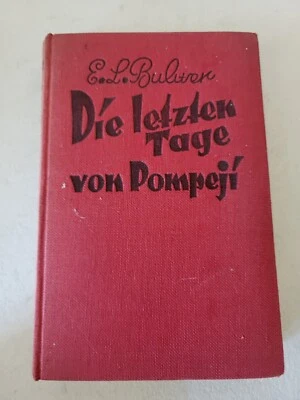 E.L. Bulwer
Die letzten
Tage
von Pompeji